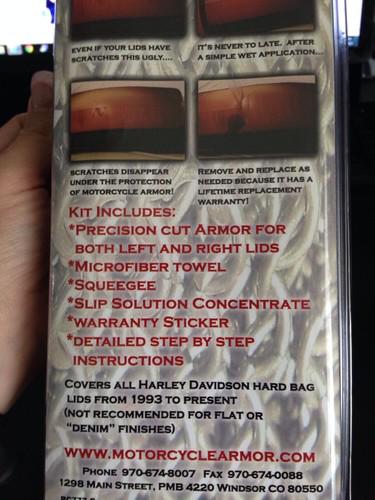 EVEN IF YOUR LIDS HAVE
SCRATCHES THIS UGLY....
IT'S NEVER TO LATE. AFTER
A SIMPLE WET APPLICATION...
SCRATCHES DISAPPEAR
UNDER THE PROTECTION
OF MOTORCYCLE ARMOR!
REMOVE AND REPLACE AS
NEEDED BECAUSE IT HAS A
LIFETIME REPLACEMENT
WARRANTY!
KIT INCLUDES:
*PRECISION CUT ARMOR FOR
BOTH LEFT AND RIGHT LIDS
*MICROFIBER TOWEL
*SQUEEGEE
*SLIP SOLUTION CONCENTRATE
*WARRANTY STICKER
*DETAILED STEP BY STEP
INSTRUCTIONS
COVERS ALL HARLEY DAVIDSON HARD BAG
LIDS FROM 1993 TO PRESENT
(NOT RECOMMENDED FOR FLAT OR
"DENIM" FINISHES)
WWW.MOTORCYCLEARMOR.COM
PHONE 970-674-8007 FAX 970-674-0088
1298 MAIN STREET, PMB 4220 WINDSOR CO 80550